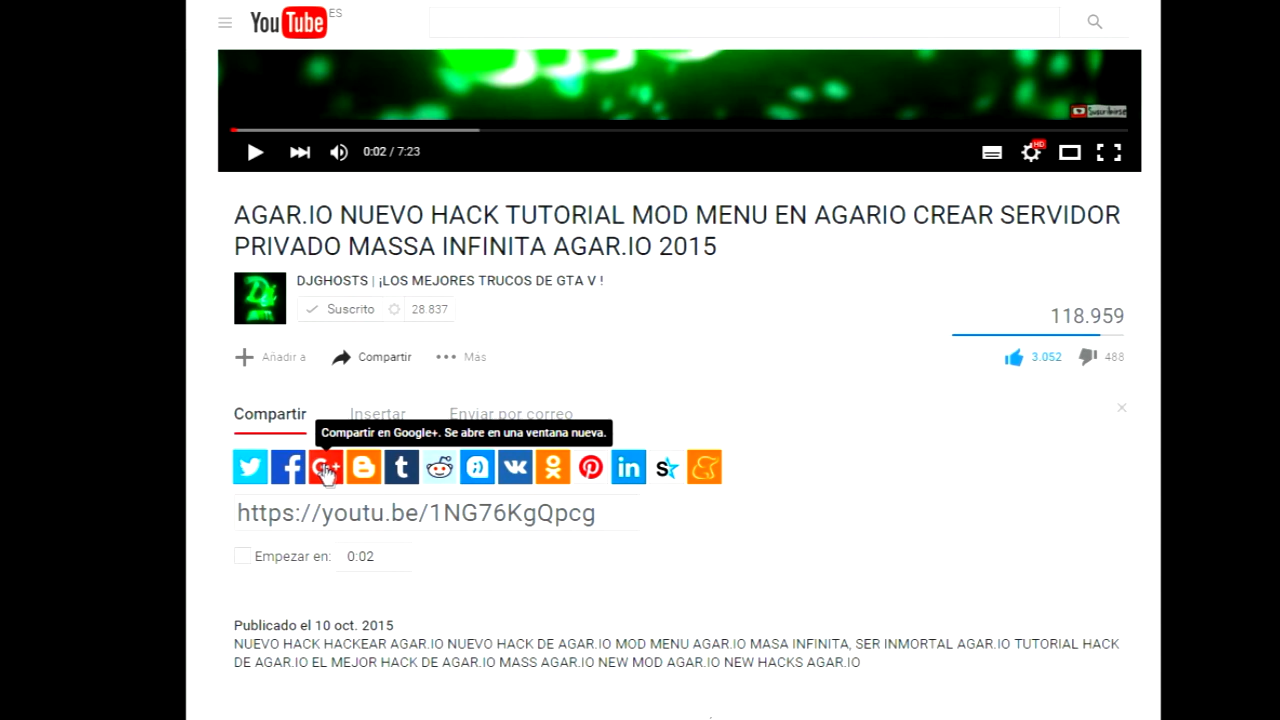 YouTube ES
Suscribirse
0:02 / 7:23
HD
AGAR.IO NUEVO HACK TUTORIAL MOD MENU EN AGARIO CREAR SERVIDOR
PRIVADO MASSA INFINITA AGAR.IO 2015
DJGHOSTS | ¡LOS MEJORES TRUCOS DE GTA V !
Suscrito 28 837
118.959
Añadir a Compartir Más 3.052 488
Compartir Insertar Enviar por correo
Compartir en Google+. Se abre en una ventana nueva.
https://youtu.be/1NG76KgQpcg
Empezar en: 0:02
Publicado el 10 oct. 2015
NUEVO HACK HACKEAR AGAR.IO NUEVO HACK DE AGAR.IO MOD MENU AGAR.IO MASA INFINITA, SER INMORTAL AGAR.IO TUTORIAL HACK
DE AGAR.IO EL MEJOR HACK DE AGAR.IO MASS AGAR.IO NEW MOD AGAR.IO NEW HACKS AGAR.IO